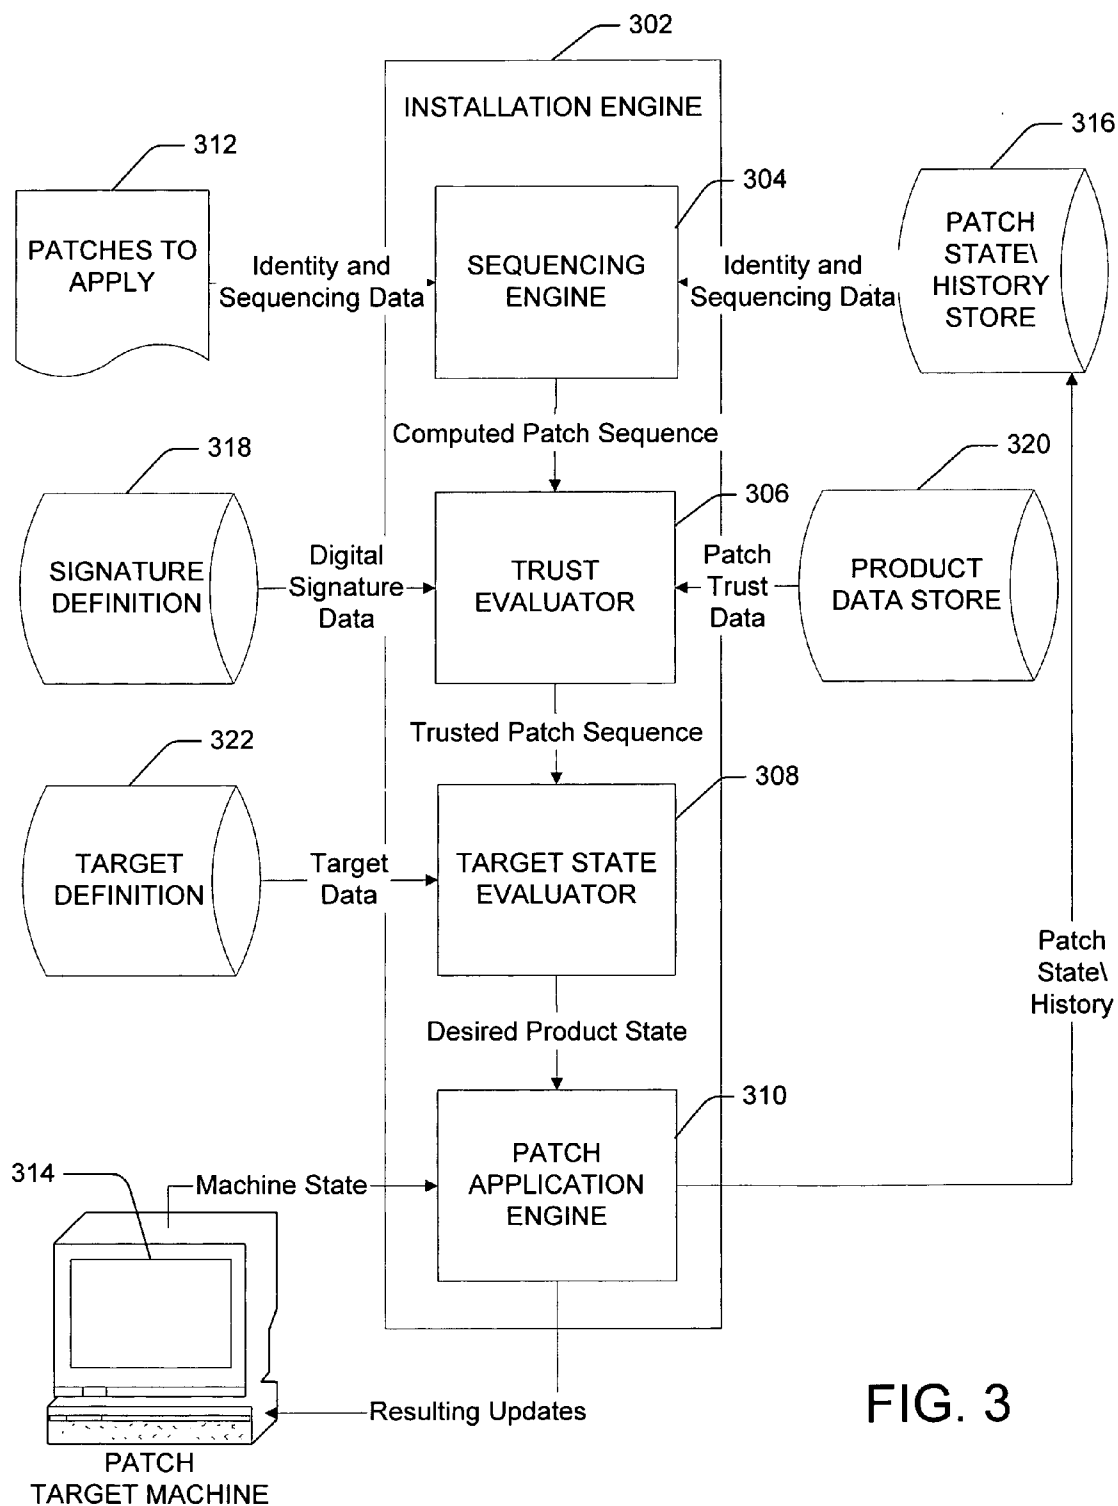 302
INSTALLATION ENGINE
312
PATCHES TO
APPLY
Identity and
Sequencing Data
304
SEQUENCING
ENGINE
Identity and
Sequencing Data
316
PATCH
STATE\
HISTORY
STORE
Computed Patch Sequence
318
SIGNATURE
DEFINITION
Digital
Signature
Data
306
TRUST
EVALUATOR
Patch
Trust
Data
320
PRODUCT
DATA STORE
Trusted Patch Sequence
322
TARGET
DEFINITION
Target
Data
308
TARGET STATE
EVALUATOR
Patch
State\
History
Desired Product State
310
PATCH
APPLICATION
ENGINE
314
Machine State
Resulting Updates
PATCH
TARGET MACHINE
FIG. 3